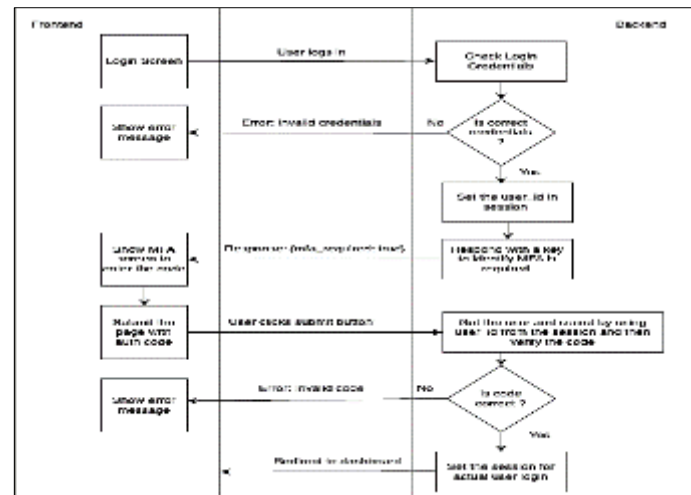 Frontend
Backend
Login Screen
User logs in
Check Login
Credentials
Show error
message
Error: Invalid credentials
No
Is correct
credentials
?
Yes
Set the user_id in
session
Show MFA
screen to
enter the code
Response: {mfa_required: true}
Respond with a key
to identify MFA is
required
Submit the
page with
auth code
User clicks submit button
the user and by using
user id from the session and then
verify the code
Show error
message
Error: Invalid code
No
Is code
correct ?
Yes
Redirect to dashboard
Set the session for
actual user login